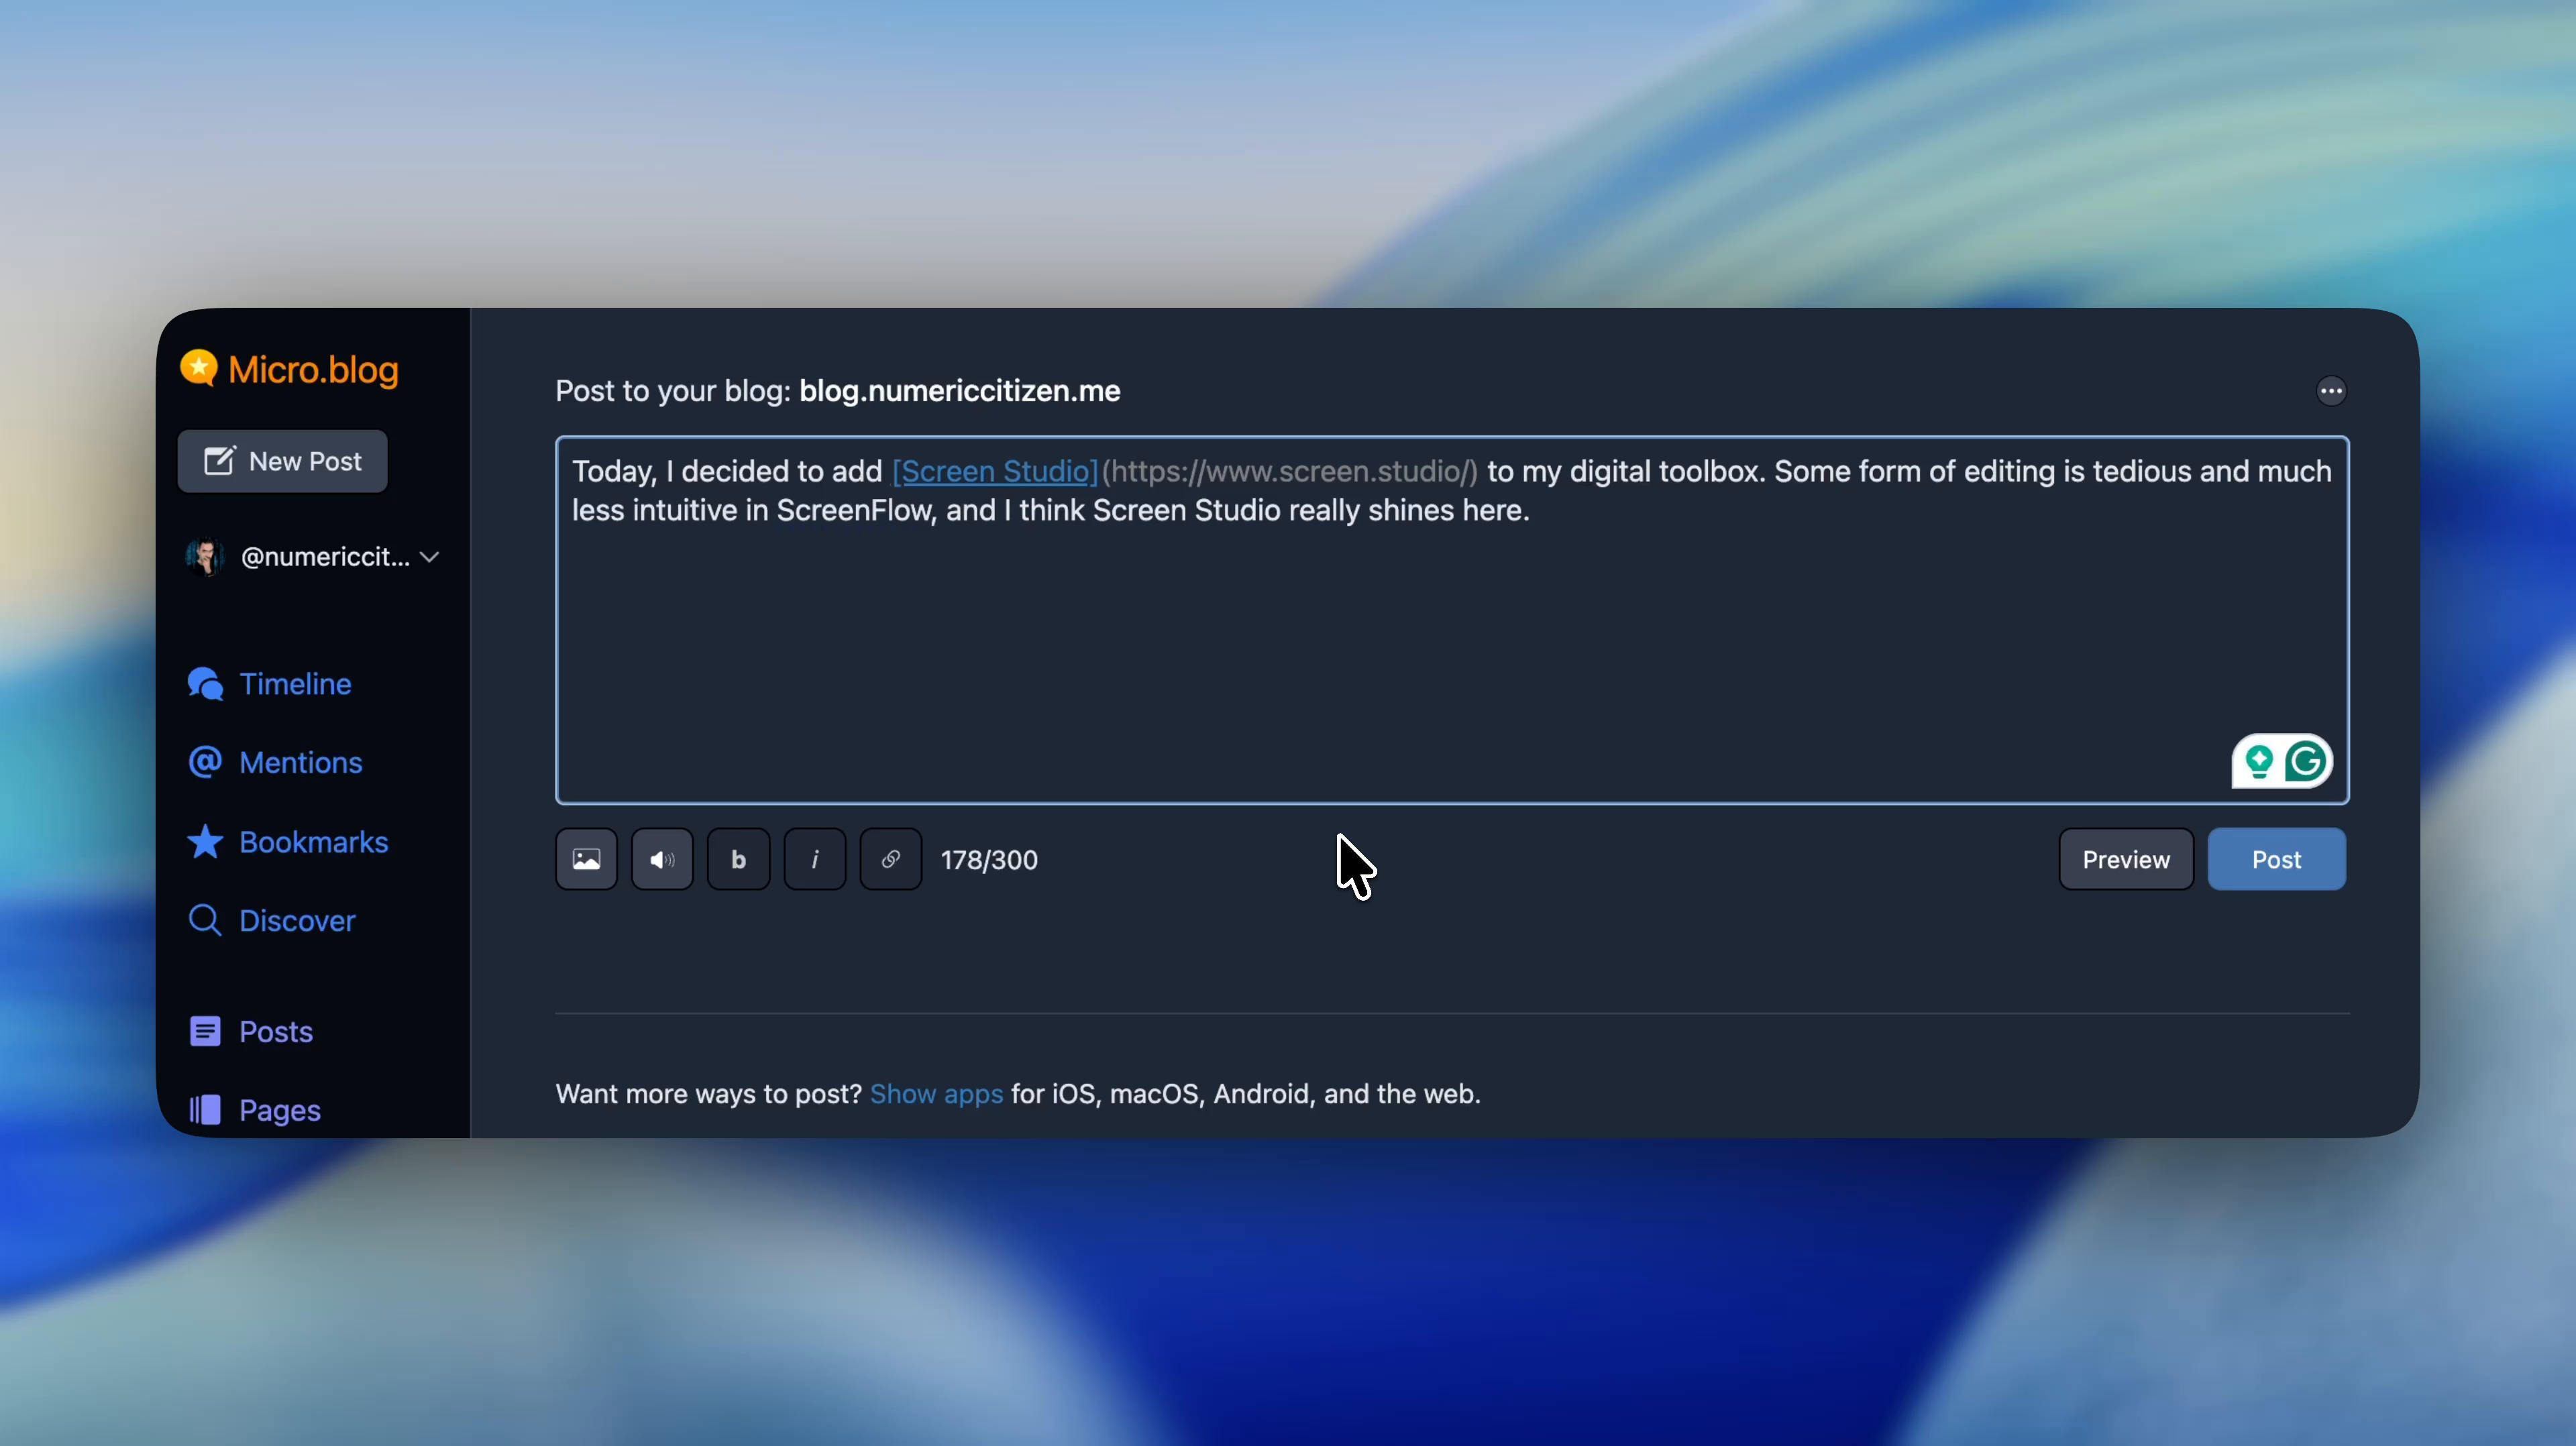 Micro.blog
New Post
@numericcit...
Timeline
Mentions
Bookmarks
Discover
Posts
Pages
Post to your blog: blog.numericcitizen.me
Today, I decided to add [Screen Studio](https://www.screen.studio/) to my digital toolbox. Some form of editing is tedious and much
less intuitive in ScreenFlow, and I think Screen Studio really shines here.
b
i
178/300
Preview
Post
Want more ways to post? Show apps for iOS, macOS, Android, and the web.